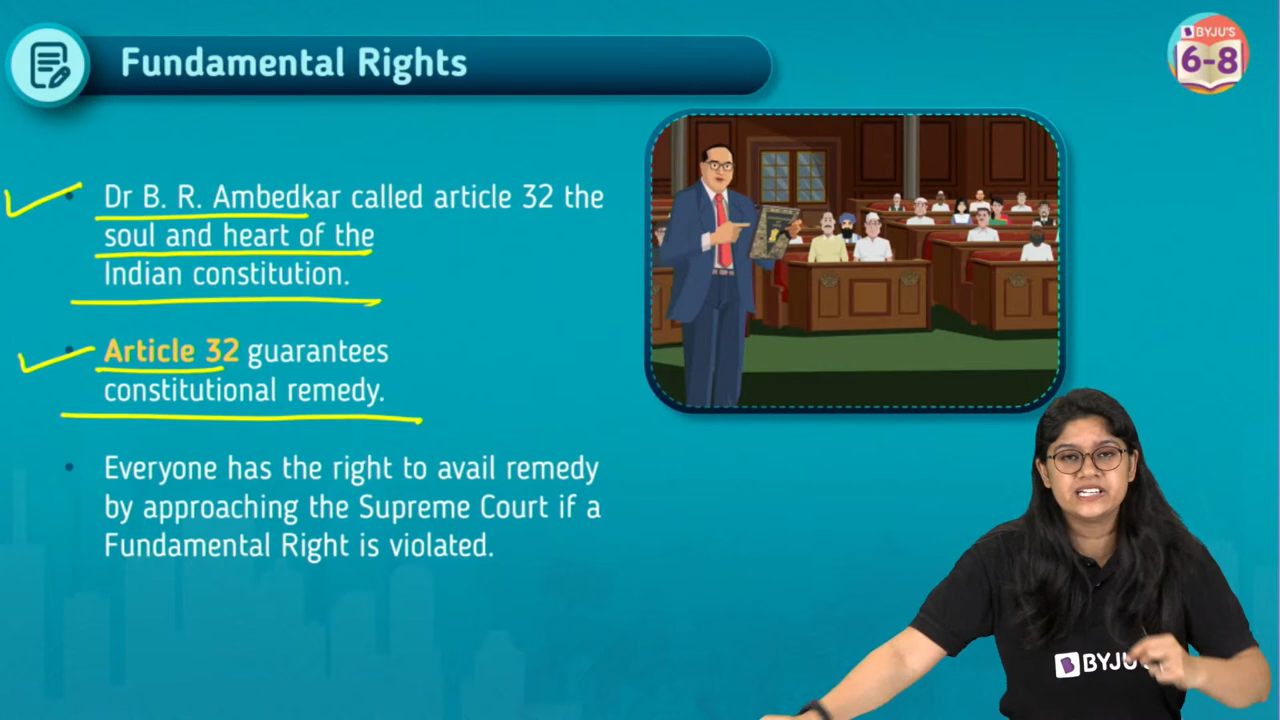 Fundamental Rights
BYJU'S
6-8
Dr B. R. Ambedkar called article 32 the
soul and heart of the
Indian constitution.
Article 32 guarantees
constitutional remedy.
Everyone has the right to avail remedy
by approaching the Supreme Court if a
Fundamental Right is violated.